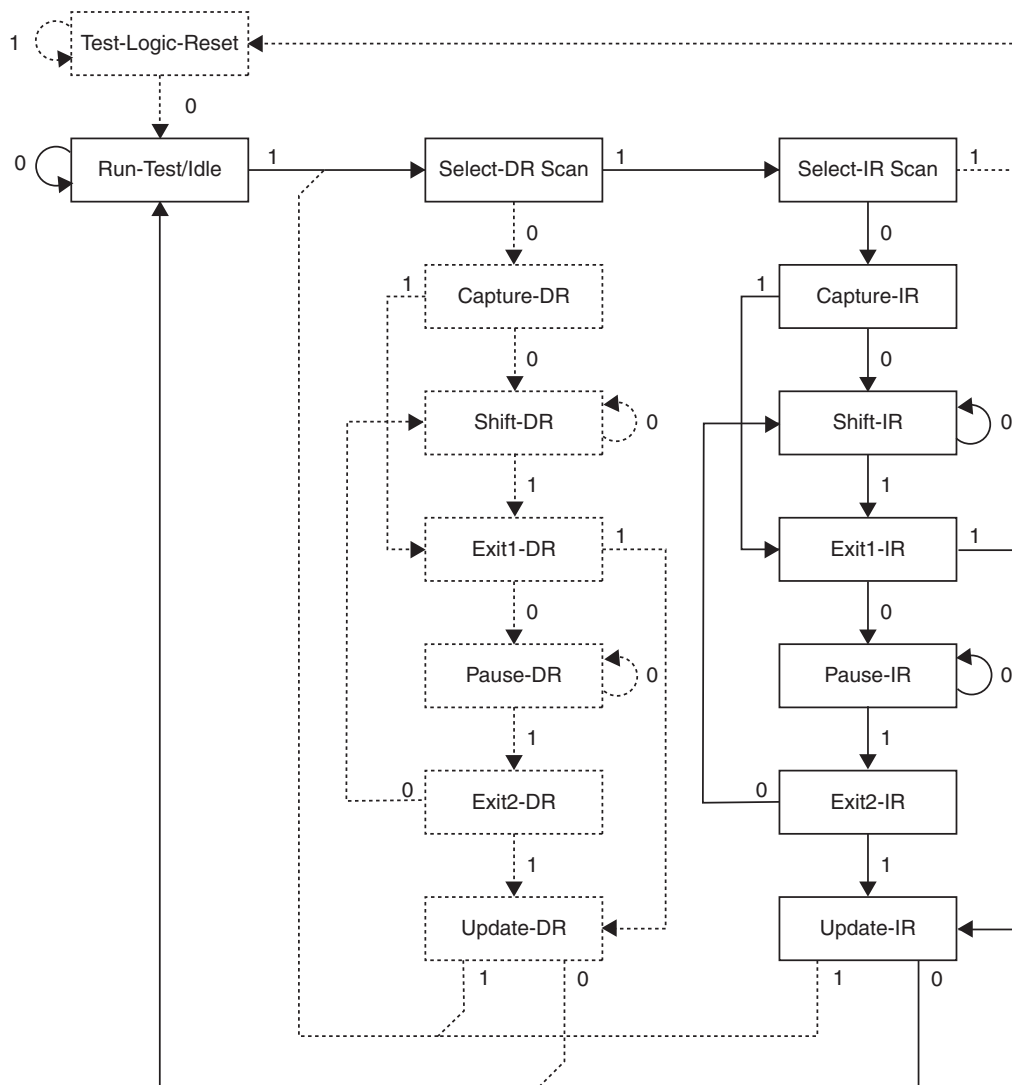 Test-Logic-Reset
1
0
Run-Test/Idle
0
1
Select-DR Scan
1
Select-IR Scan
1
0
0
Capture-DR
1
Capture-IR
1
0
0
Shift-DR
0
Shift-IR
0
1
1
Exit1-DR
1
Exit1-IR
1
0
0
Pause-DR
0
Pause-IR
0
1
1
Exit2-DR
0
Exit2-IR
0
1
1
Update-DR
Update-IR
1
0
1
0